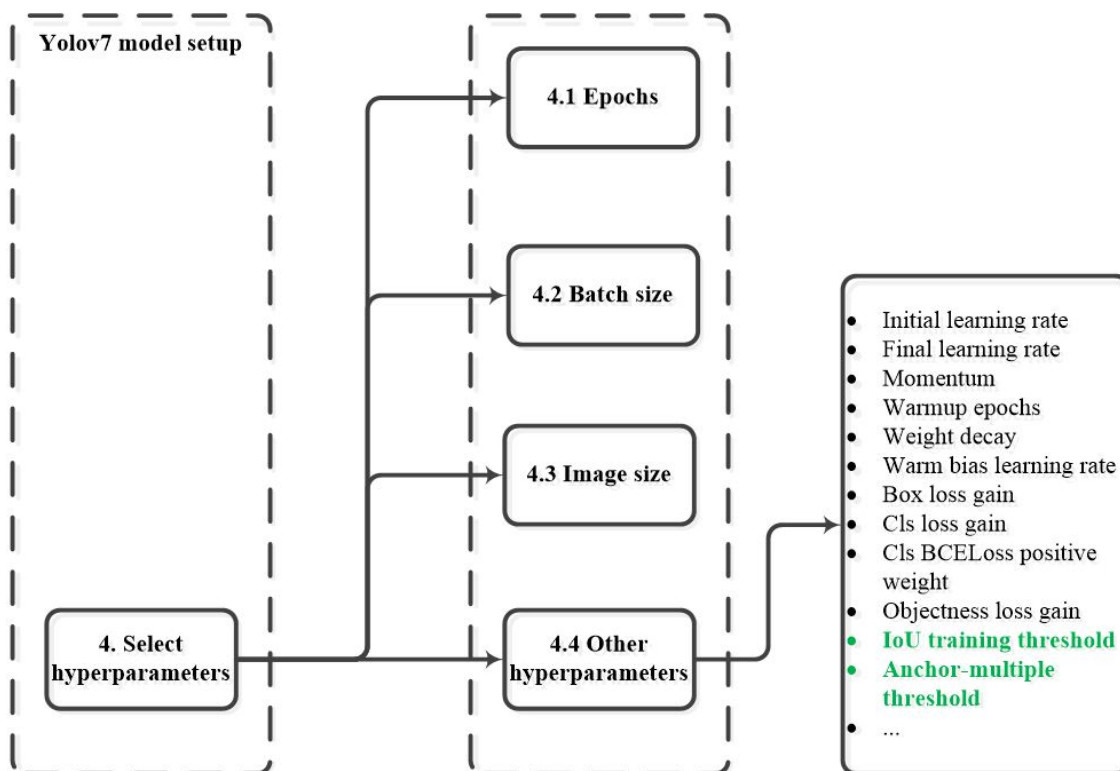 Yolov7 model setup
4.1 Epochs
4.2 Batch size
4.3 Image size
4. Select
hyperparameters
4.4 Other
hyperparameters
• Initial learning rate
• Final learning rate
• Momentum
• Warmup epochs
• Weight decay
• Warm bias learning rate
• Box loss gain
• Cls loss gain
• Cls BCELoss positive
weight
• Objectness loss gain
• IoU training threshold
• Anchor-multiple
threshold
• ...